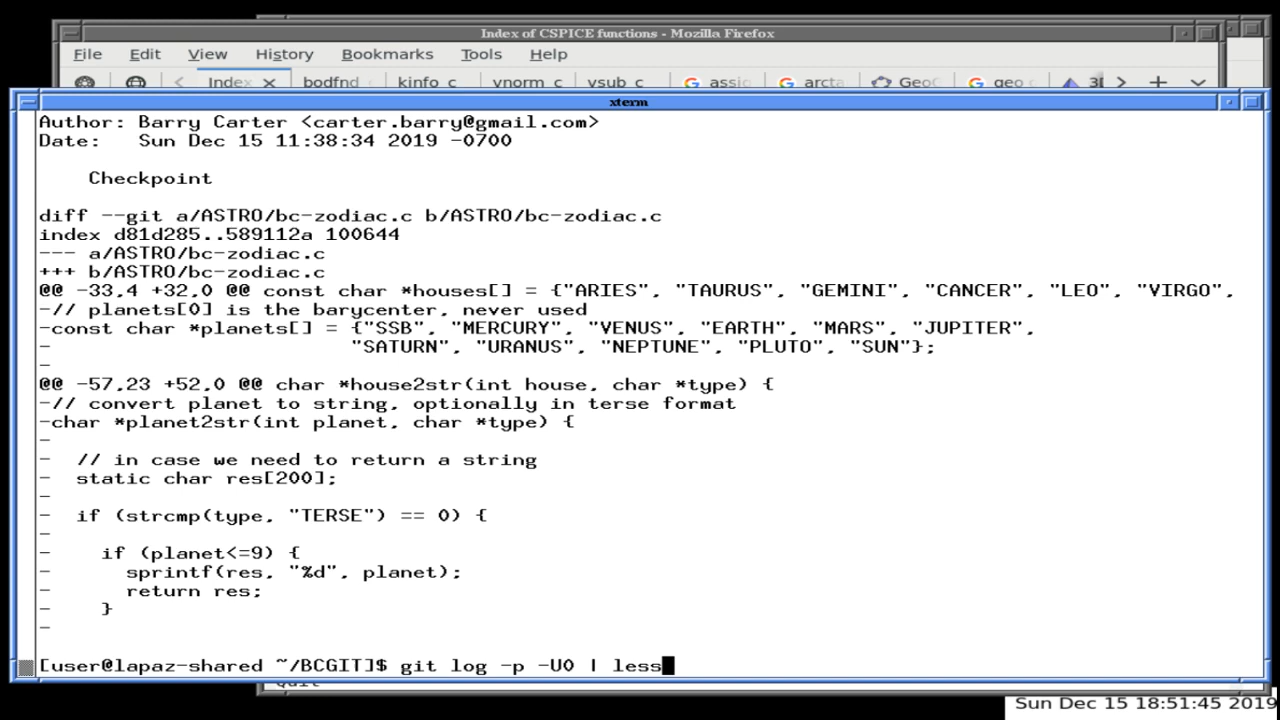 Index of CSPICE functions - Mozilla Firefox
File Edit View History Bookmarks Tools Help
Index bodfnd kinfo_c vnorm_c vsub_c assig arcta Geo geo 3
xterm
Author: Barry Carter <carter.barry@gmail.com>
Date:   Sun Dec 15 11:38:34 2019 -0700
    Checkpoint
diff --git a/ASTRO/bc-zodiac.c b/ASTRO/bc-zodiac.c
index d81d285..589112a 100644
--- a/ASTRO/bc-zodiac.c
+++ b/ASTRO/bc-zodiac.c
@@ -33,4 +32,0 @@ const char *houses[] = {"ARIES", "TAURUS", "GEMINI", "CANCER", "LEO", "VIRGO",
-// planets[0] is the barycenter, never used
-const char *planets[] = {"SSB", "MERCURY", "VENUS", "EARTH", "MARS", "JUPITER",
-                        "SATURN", "URANUS", "NEPTUNE", "PLUTO", "SUN"};
-
@@ -57,23 +52,0 @@ char *house2str(int house, char *type) {
-// convert planet to string, optionally in terse format
-char *planet2str(int planet, char *type) {
-
-  // in case we need to return a string
-  static char res[200];
-
-  if (strcmp(type, "TERSE") == 0) {
-
-    if (planet<=9) {
-      sprintf(res, "%d", planet);
-      return res;
-    }
-
[user@lapaz-shared ~/BCGIT]$ git log -p -U0 | less
Sun Dec 15 18:51:45 2019